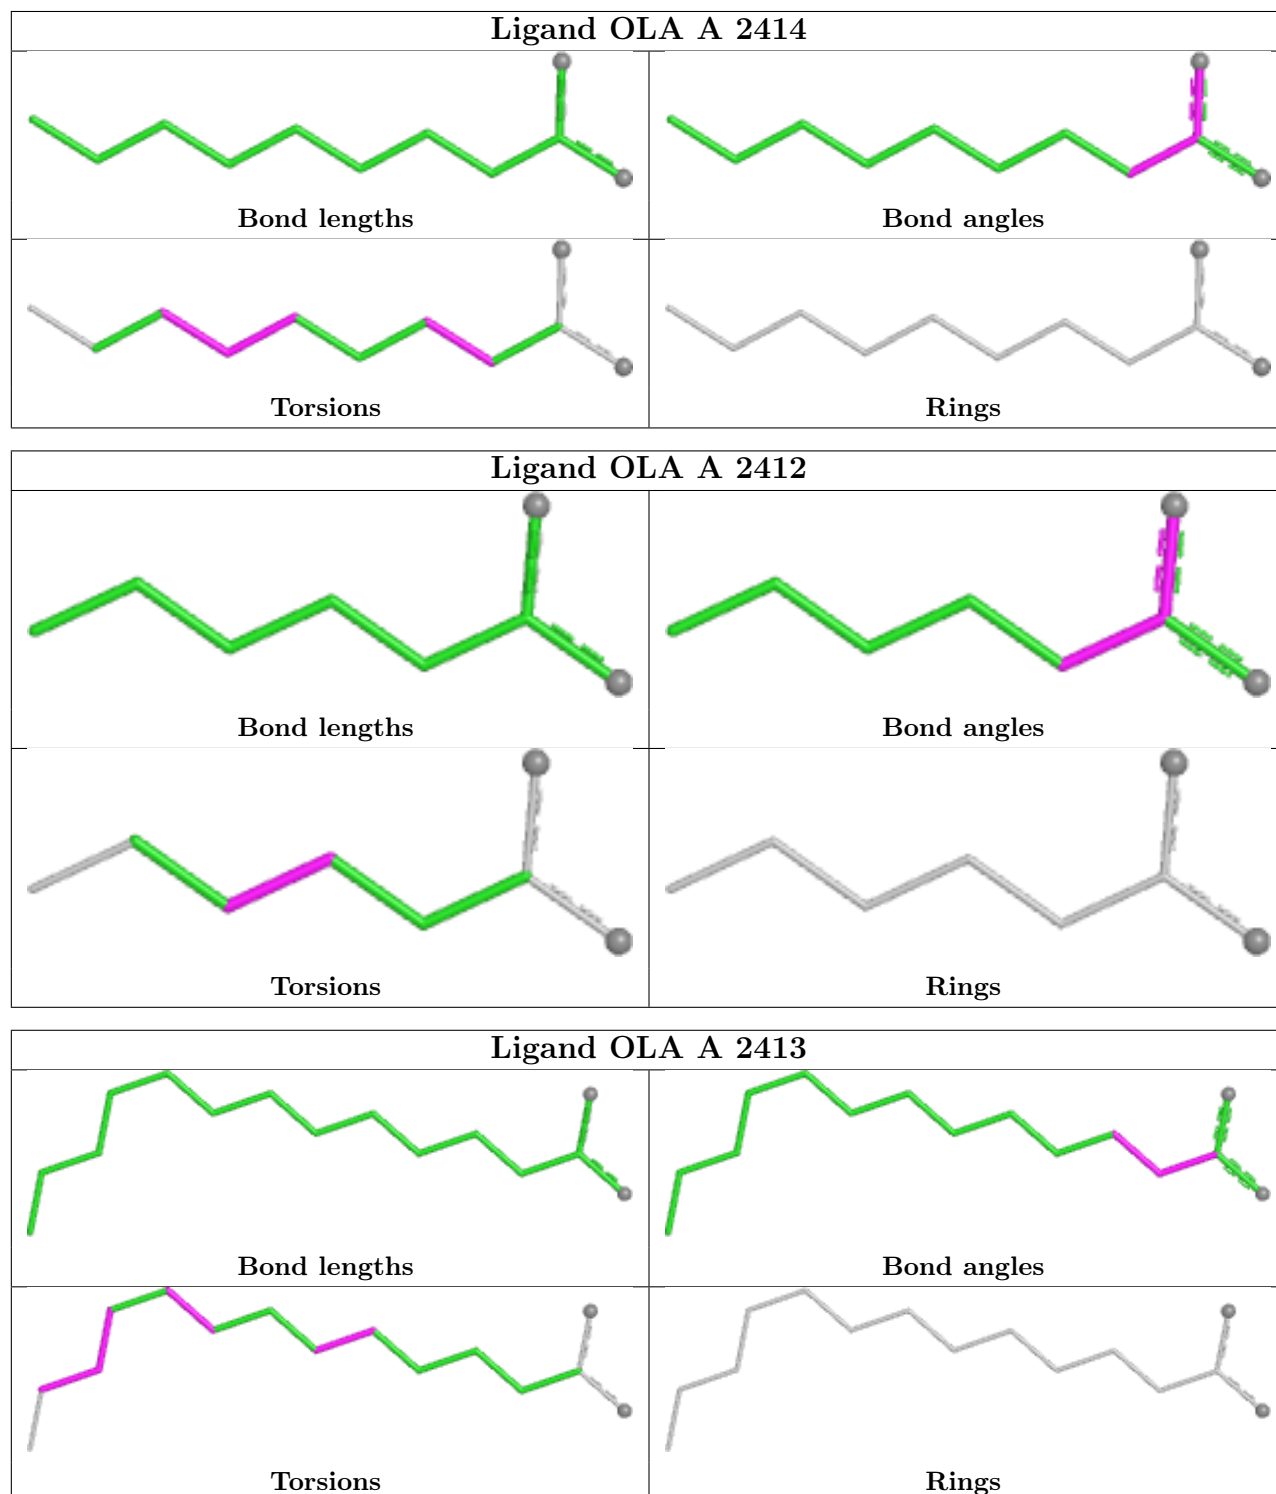 Ligand OLA A 2414
Bond lengths
Bond angles
Torsions
Rings
Ligand OLA A 2412
Bond lengths
Bond angles
Torsions
Rings
Ligand OLA A 2413
Bond lengths
Bond angles
Torsions
Rings